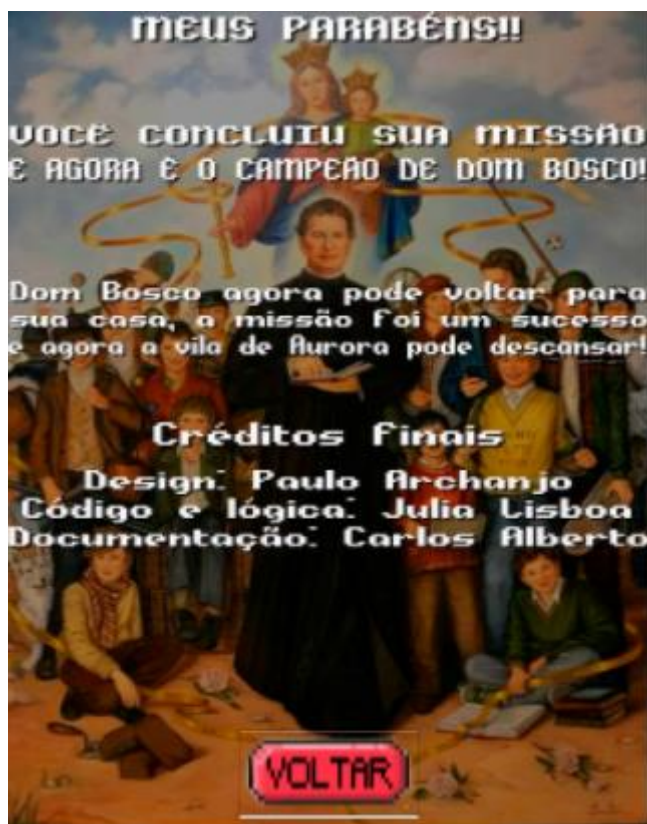 MEUS PARABÉNS!!
VOCÊ CONCLUIU SUA MISSÃO
E AGORA É O CAMPEÃO DE DOM BOSCO!
Dom Bosco agora pode voltar para
sua casa, a missão foi um sucesso
e agora a vila de Aurora pode descansar!
Créditos Finais
Design: Paulo Archanjo
Código e lógica: Julia Lisboa
Documentação: Carlos Alberto
VOLTAR